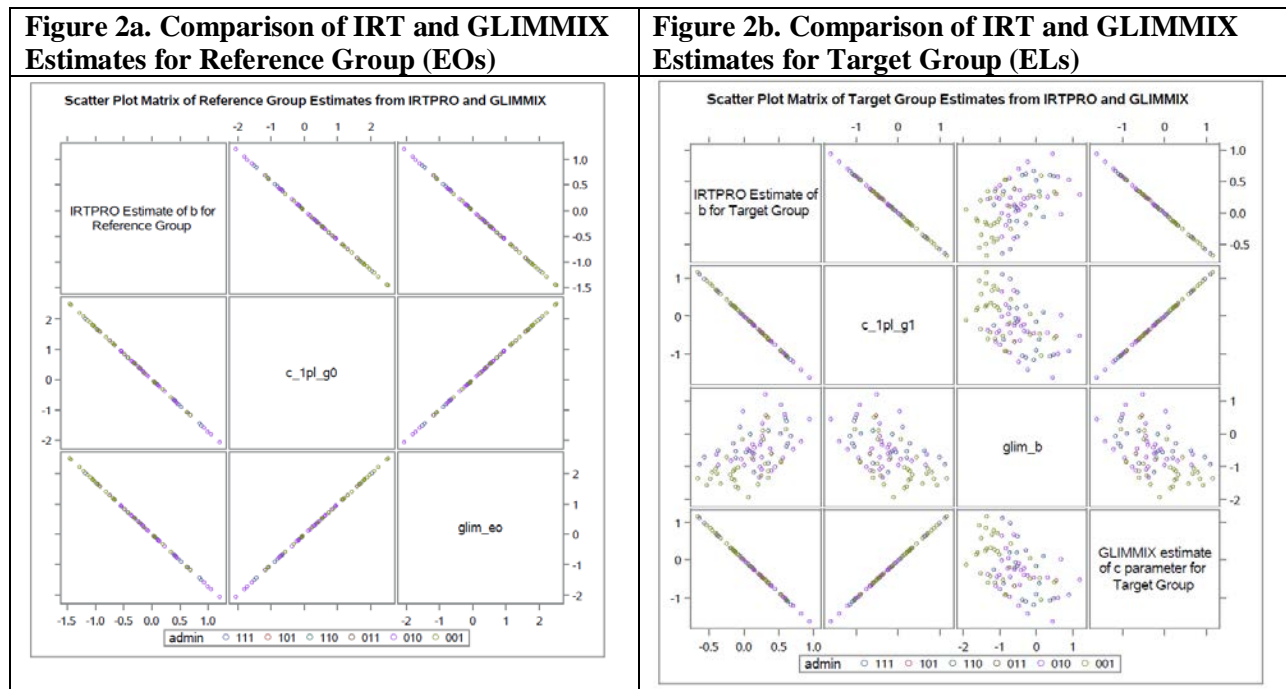 Figure 2a. Comparison of IRT and GLIMMIX
Estimates for Reference Group (EOs)
Scatter Plot Matrix of Reference Group Estimates from IRTPRO and GLIMMIX
-2 -1 0 1 2
IRTPRO Estimate of b for
Reference Group
1.0
0.5
0.0
-0.5
-1.0
-1.5
2
1
0
-1
-2
c_1pl_g0
glim_eo
2
1
0
-1
-2
-1.5 -1.0 -0.5 0.0 0.5 1.0
-2 -1 0 1 2
admin 111 101 110 011 010 001
Figure 2b. Comparison of IRT and GLIMMIX
Estimates for Target Group (ELs)
Scatter Plot Matrix of Target Group Estimates from IRTPRO and GLIMMIX
-1 0 1
-1 0 1
IRTPRO Estimate of
b for Target Group
1.0
0.5
0.0
-0.5
1
0
-1
c_1pl_g1
glim_b
1
0
-1
-2
1
0
-1
GLIMMIX estimate
of c parameter for
Target Group
-0.5 0.0 0.5 1.0
-2 -1 0 1
admin 111 101 110 011 010 001